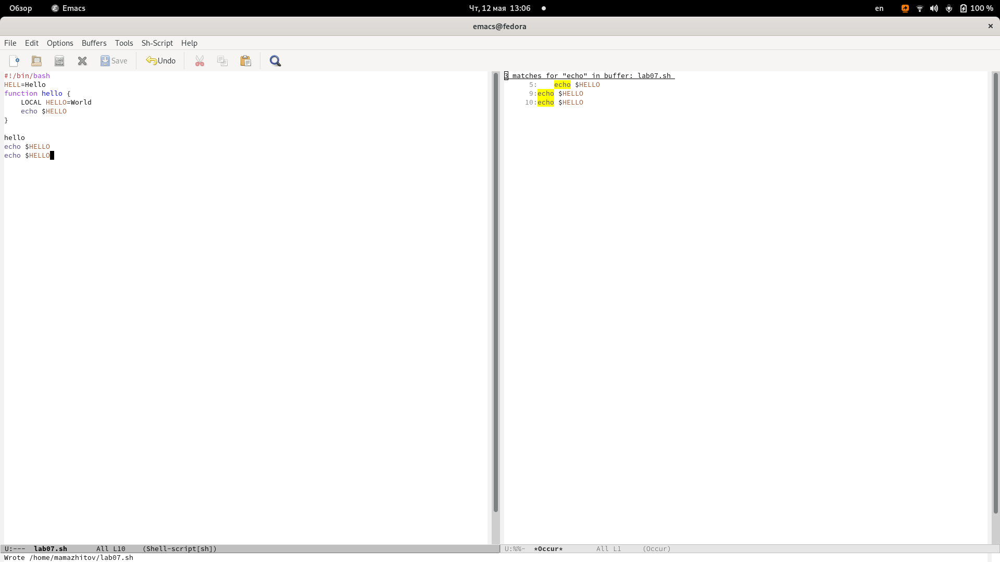 Обзор Emacs Чт, 12 мая 13:06 en 100 %
emacs@fedora
File Edit Options Buffers Tools Sh-Script Help
Save Undo
#!/bin/bash
HELL=Hello
function hello {
    LOCAL HELLO=World
    echo $HELLO
}
hello
echo $HELLO
echo $HELLO
3 matches for "echo" in buffer: lab07.sh
5:    echo $HELLO
9:echo $HELLO
10:echo $HELLO
U:--- lab07.sh All L10 (Shell-script[sh])
U:%%- *Occur* All L1 (Occur)
Wrote /home/mamazhitov/lab07.sh